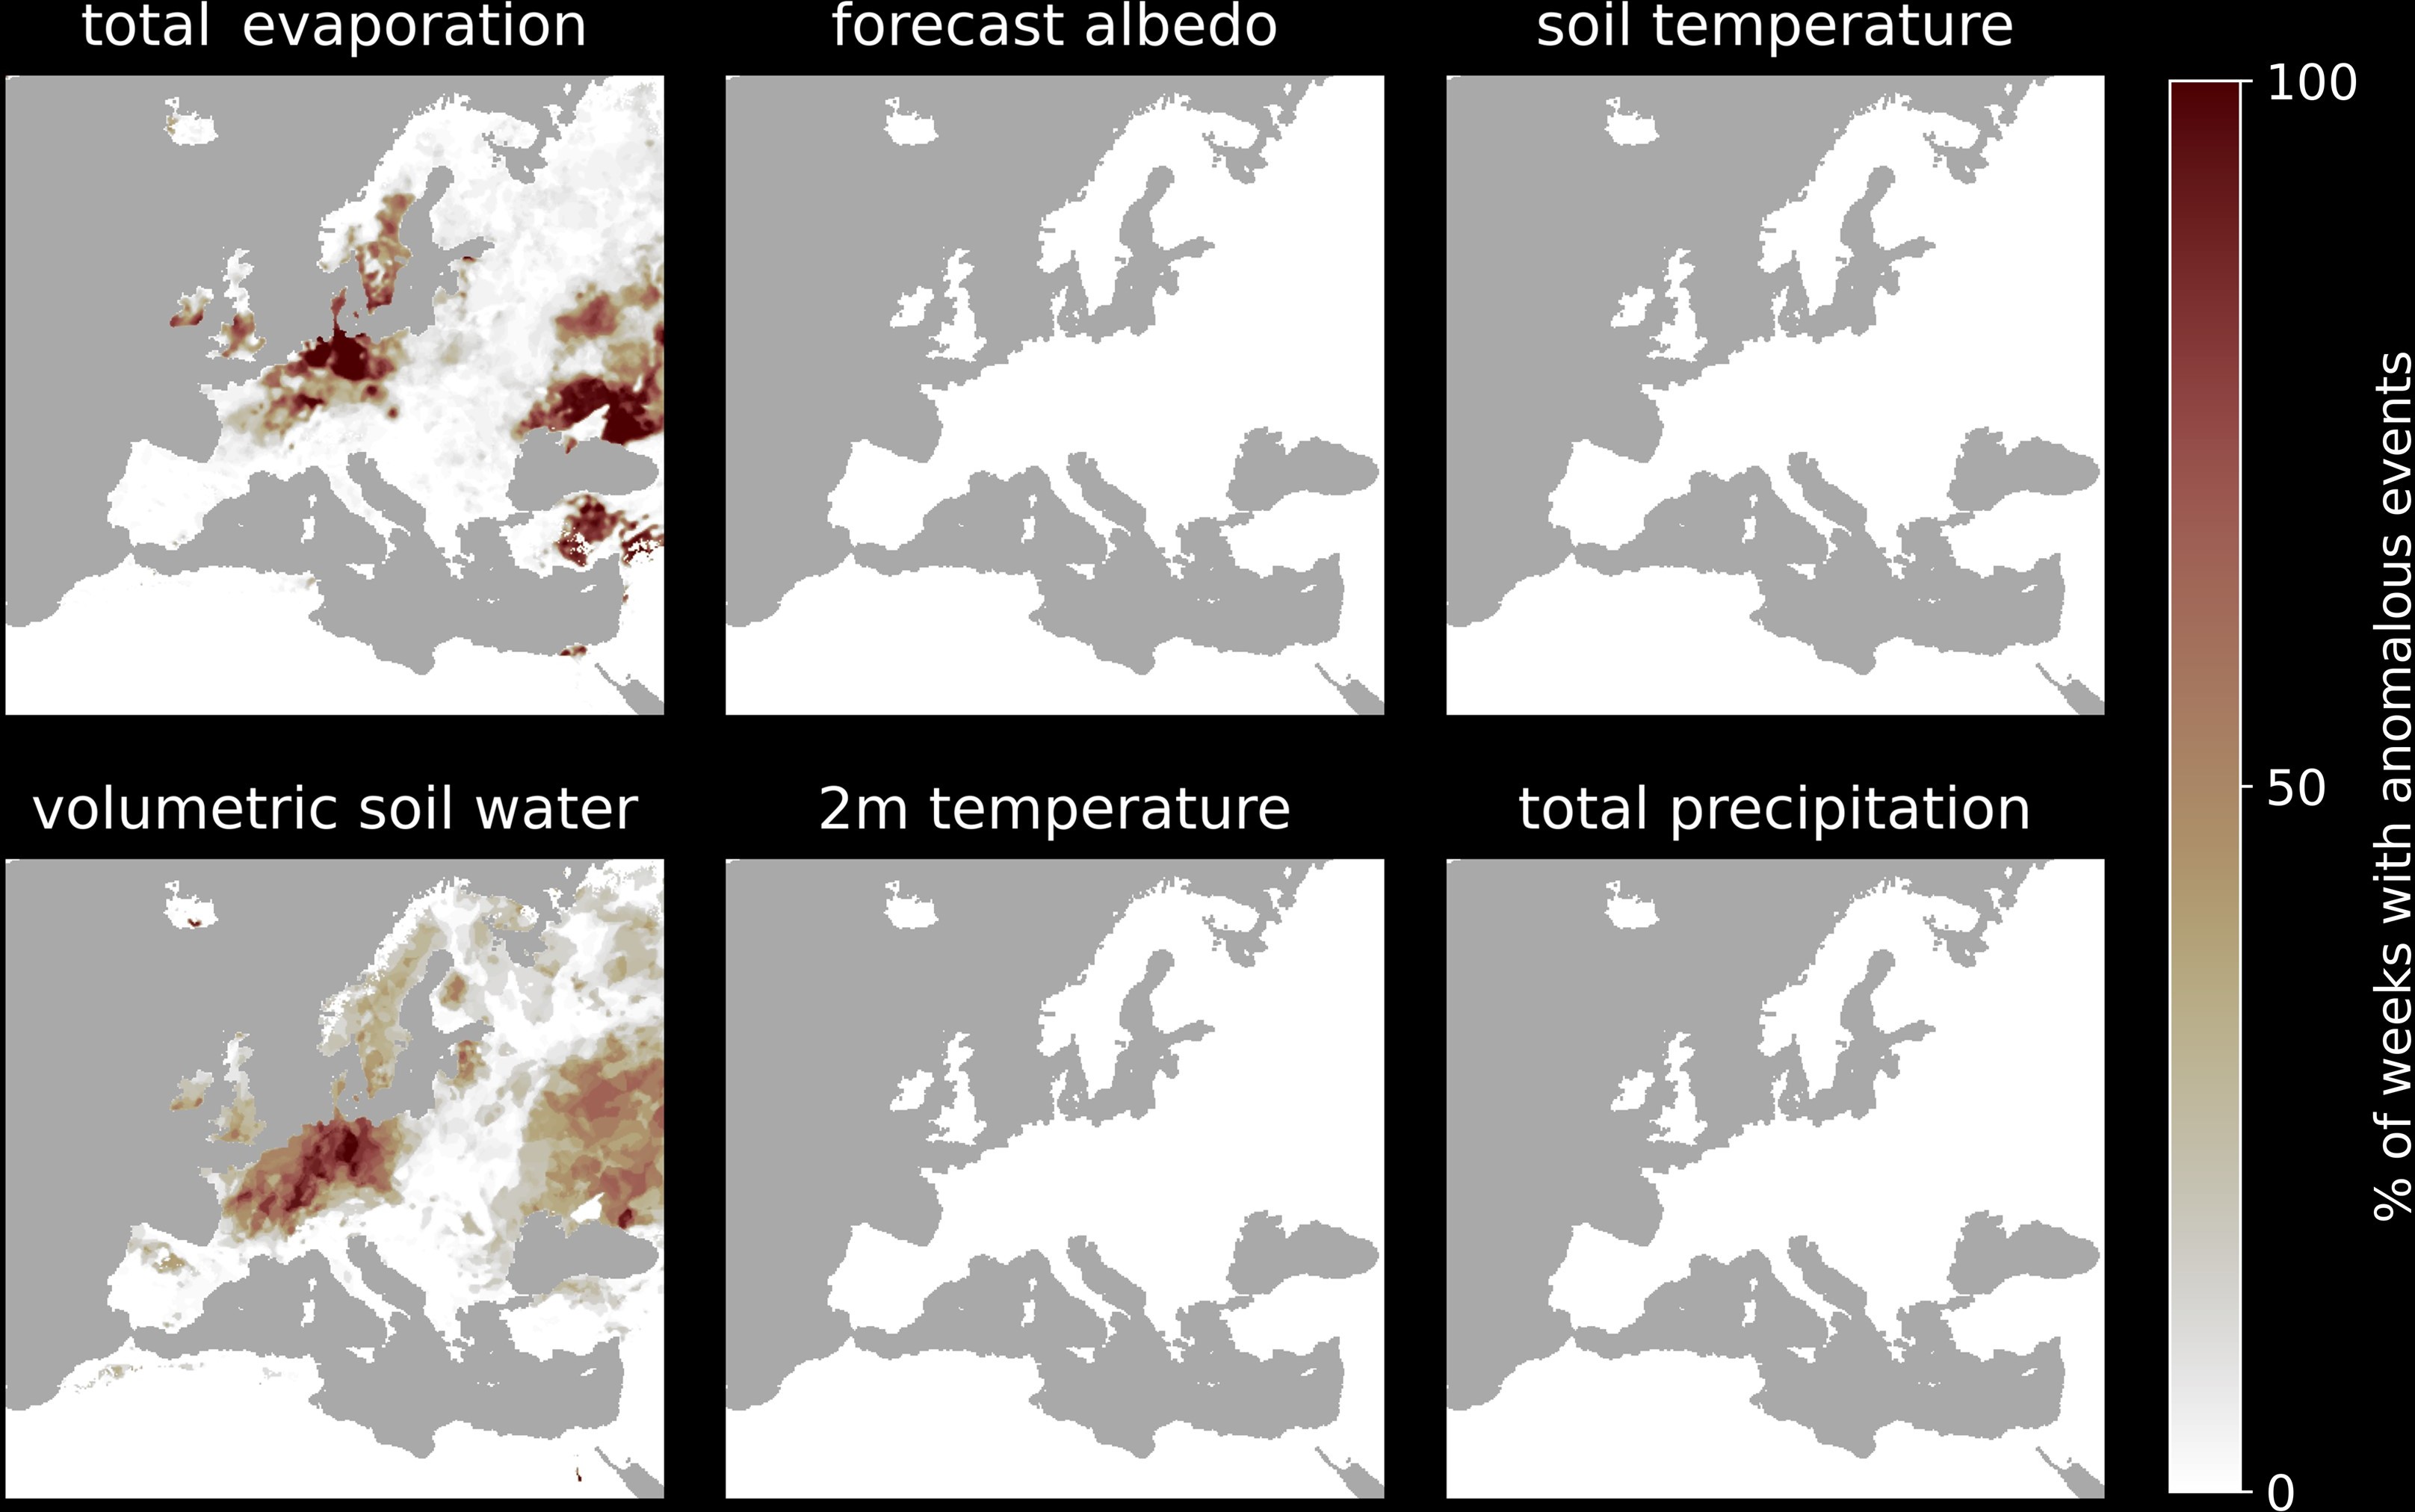 total evaporation
forecast albedo
soil temperature
volumetric soil water
2m temperature
total precipitation
100
50
0
% of weeks with anomalous events